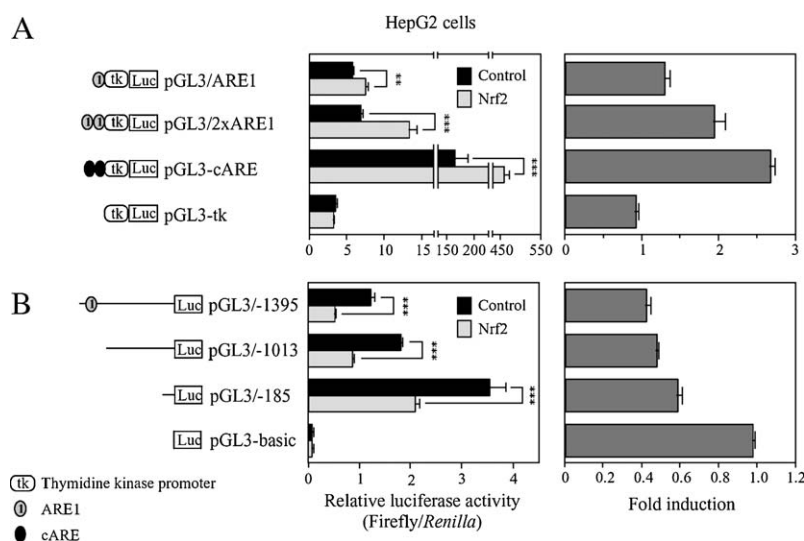 HepG2 cells
A
I tk Luc pGL3/ARE1
I I tk Luc pGL3/2xARE1
tk Luc pGL3-cARE
tk Luc pGL3-tk
Control
Nrf2
**
***
***
0 5 10 15 150 200 450 550
0 1 2 3
B
I Luc pGL3/-1395
Luc pGL3/-1013
Luc pGL3/-185
Luc pGL3-basic
Control
Nrf2
***
***
***
0 1 2 3 4
Relative luciferase activity
(Firefly/Renilla)
0 0.2 0.4 0.6 0.8 1.0 1.2
Fold induction
tk Thymidine kinase promoter
I ARE1
cARE